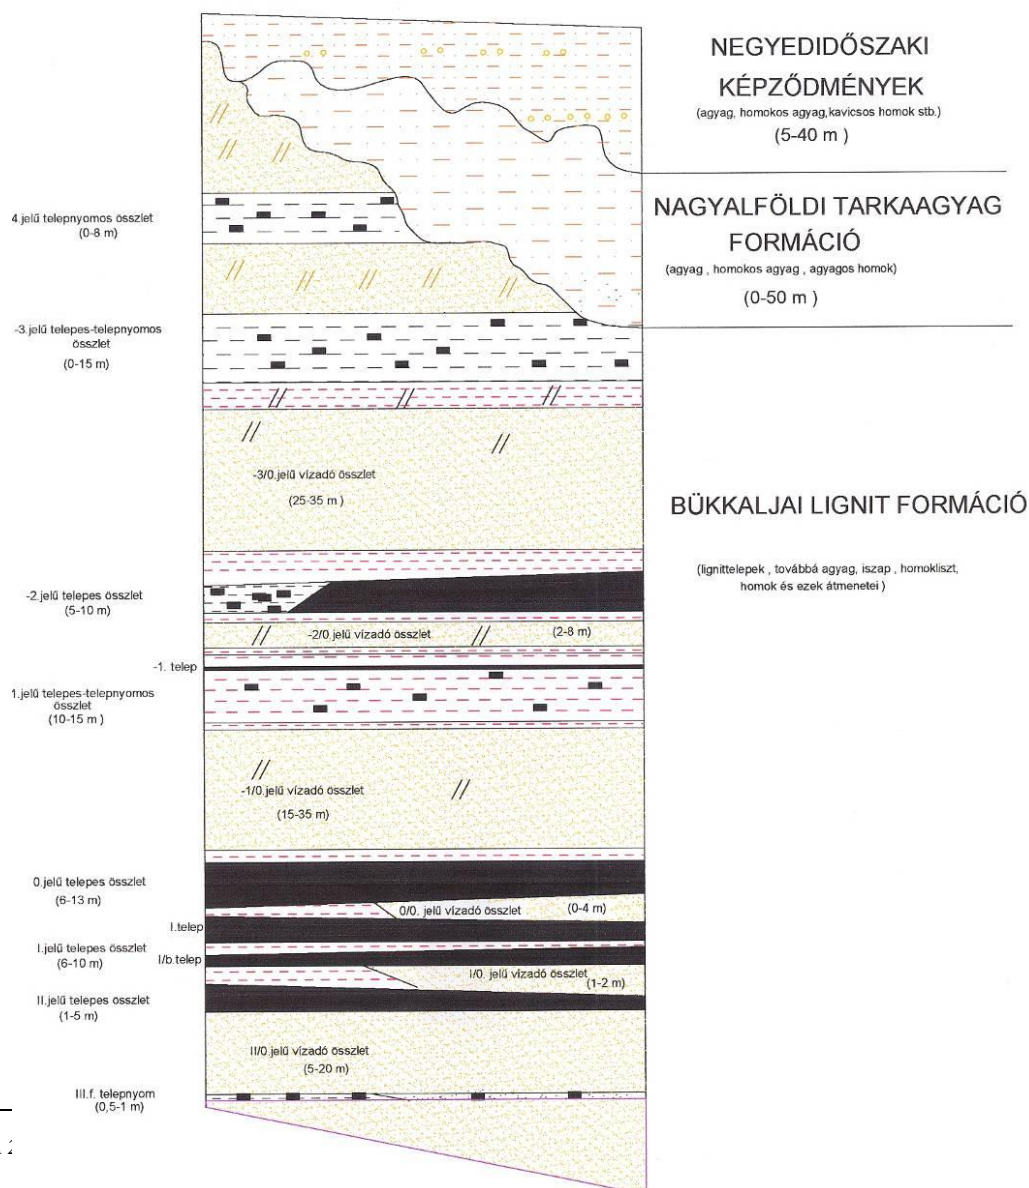 NEGYEDIDŐSZAKI
KÉPZŐDMÉNYEK
(agyag, homokos agyag,kavicsos homok stb.)
(5-40 m )
NAGYALFÖLDI TARKAAGYAG
FORMÁCIÓ
(agyag , homokos agyag , agyagos homok)
(0-50 m )
4.jelű telepnyomos összlet
(0-8 m)
-3.jelű telepes-telepnyomos
összlet
(0-15 m)
-3/0.jelű vízadó összlet
(25-35 m )
BÜKKALJAI LIGNIT FORMÁCIÓ
(lignittelepek , továbbá agyag, iszap , homokliszt,
homok és ezek átmenetei )
-2.jelű telepes összlet
(5-10 m)
-2/0.jelű vízadó összlet (2-8 m)
-1. telep
1.jelű telepes-telepnyomos
összlet
(10-15 m )
-1/0.jelű vízadó összlet
(15-35 m)
0.jelű telepes összlet
(6-13 m)
0/0. jelű vízadó összlet (0-4 m)
I.telep
I.jelű telepes összlet
(6-10 m)
I/b.telep
I/0. jelű vízadó összlet
(1-2 m)
II.jelű telepes összlet
(1-5 m)
II/0.jelű vízadó összlet
(5-20 m)
III.f. telepnyom
(0,5-1 m)